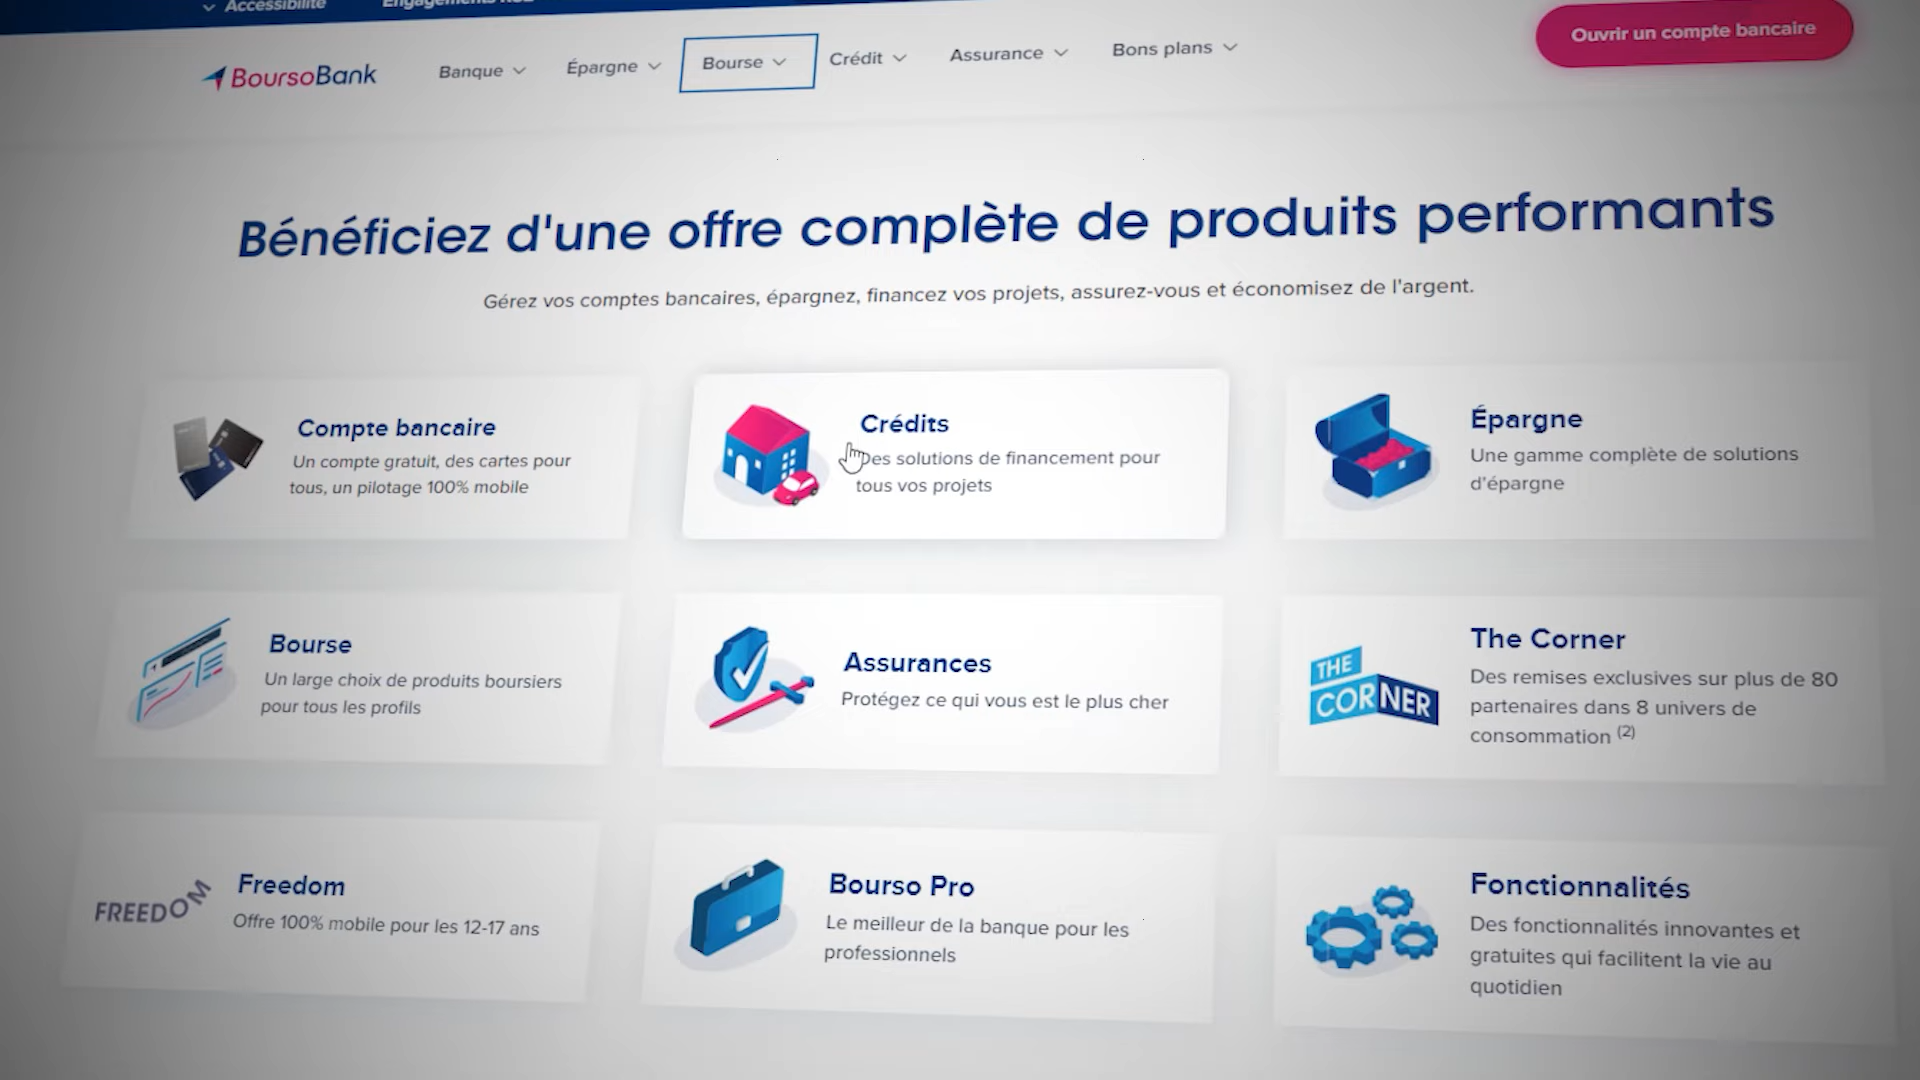 Accessibilité
BoursoBank
Banque
Épargne
Bourse
Crédit
Assurance
Bons plans
Ouvrir un compte bancaire
Bénéficiez d'une offre complète de produits performants
Gérez vos comptes bancaires, épargnez, financez vos projets, assurez-vous et économisez de l'argent.
Compte bancaire
Un compte gratuit, des cartes pour
tous, un pilotage 100% mobile
Crédits
Des solutions de financement pour
tous vos projets
Épargne
Une gamme complète de solutions
d'épargne
Bourse
Un large choix de produits boursiers
pour tous les profils
Assurances
Protégez ce qui vous est le plus cher
THE
CORNER
The Corner
Des remises exclusives sur plus de 80
partenaires dans 8 univers de
consommation (2)
FREEDOM
Freedom
Offre 100% mobile pour les 12-17 ans
Bourso Pro
Le meilleur de la banque pour les
professionnels
Fonctionnalités
Des fonctionnalités innovantes et
gratuites qui facilitent la vie au
quotidien